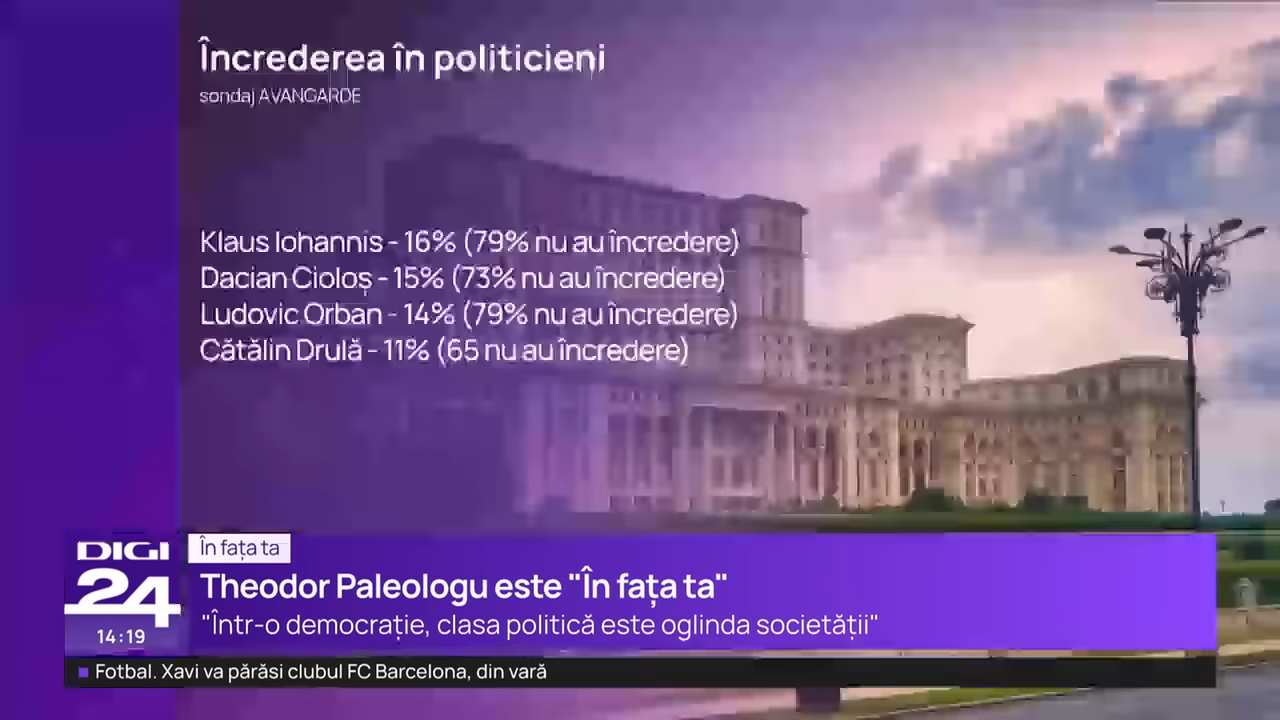 Încrederea în politicieni
sondaj AVANGARDE
Klaus Iohannis - 16% (79% nu au încredere)
Dacian Cioloș - 15% (73% nu au încredere)
Ludovic Orban - 14% (79% nu au încredere)
Cătălin Drulă - 11% (65 nu au încredere)
În fața ta
DIGI
24
14:19
Theodor Paleologu este "În fața ta"
"Într-o democrație, clasa politică este oglinda societății"
Fotbal. Xavi va părăsi clubul FC Barcelona, din vară